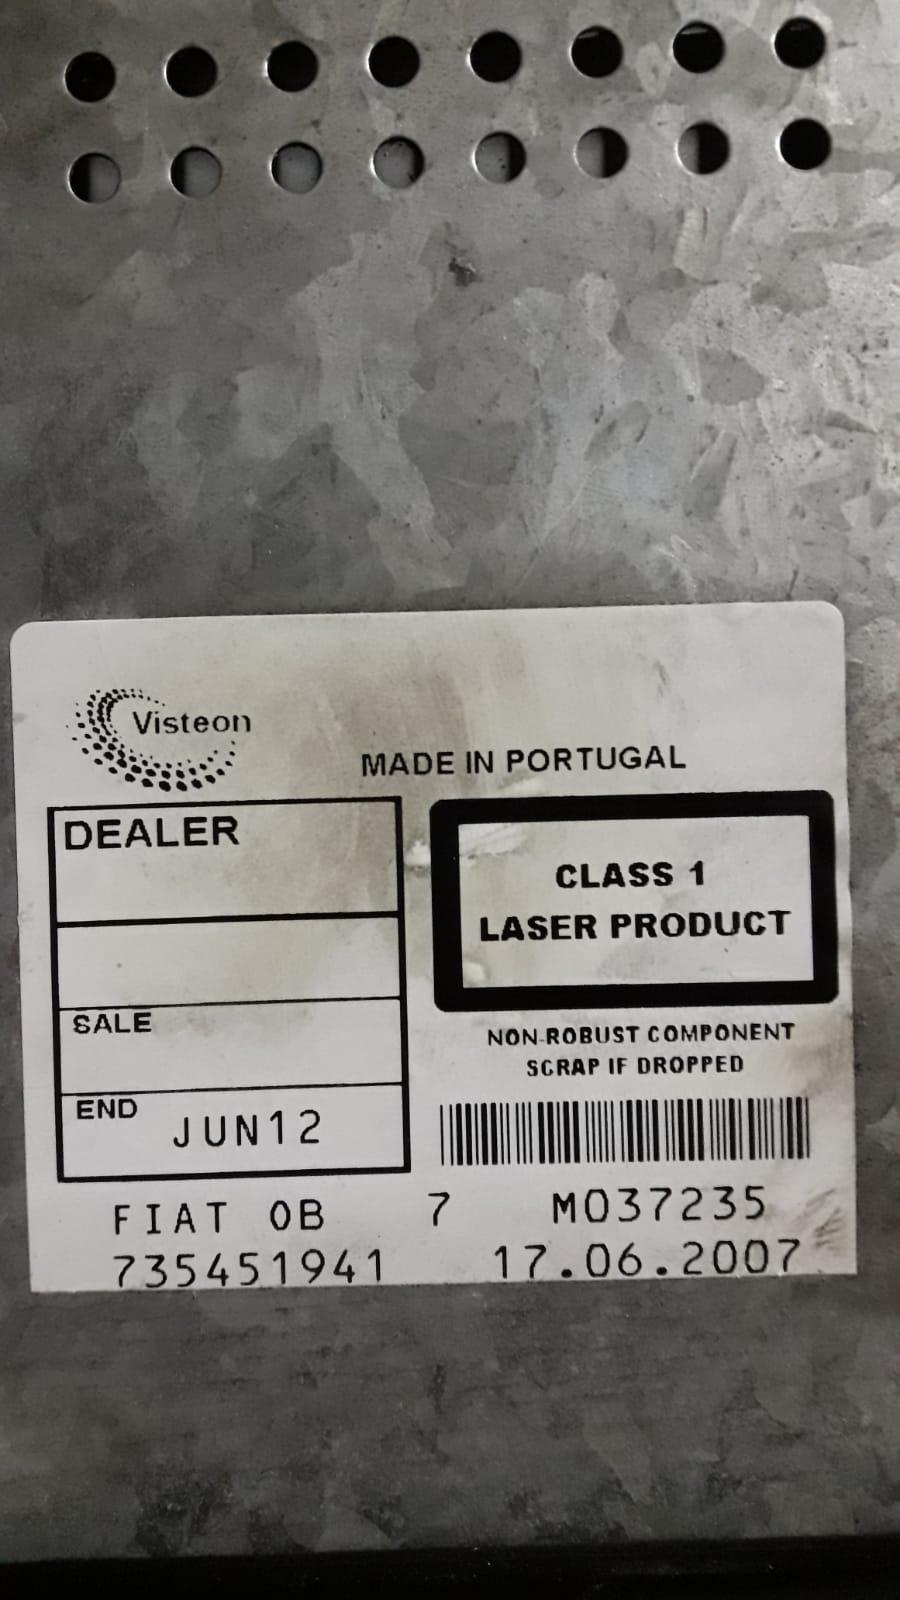 Visteon
MADE IN PORTUGAL
DEALER
CLASS 1
LASER PRODUCT
SALE
NON-ROBUST COMPONENT
SCRAP IF DROPPED
END JUN12
FIAT 0B 7 M037235
735451941 17.06.2007